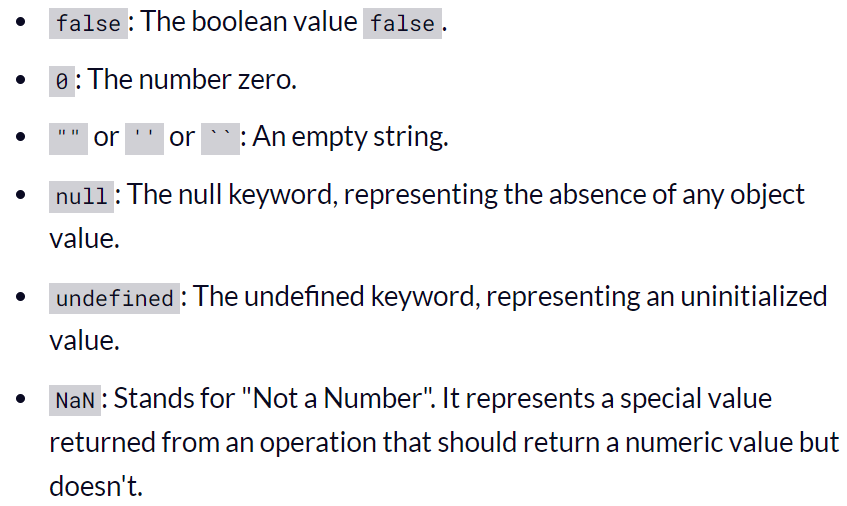 • false: The boolean value false.
• 0: The number zero.
• "" or '' or ``: An empty string.
• null: The null keyword, representing the absence of any object
value.
• undefined: The undefined keyword, representing an uninitialized
value.
• NaN: Stands for "Not a Number". It represents a special value
returned from an operation that should return a numeric value but
doesn't.